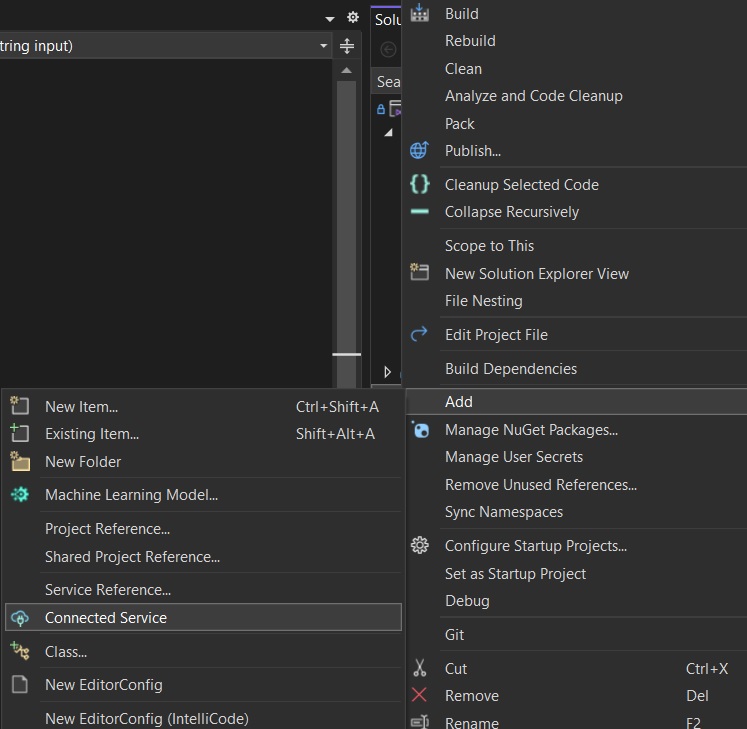 tring input)
Solu
Sea
Build
Rebuild
Clean
Analyze and Code Cleanup
Pack
Publish...
Cleanup Selected Code
Collapse Recursively
Scope to This
New Solution Explorer View
File Nesting
Edit Project File
Build Dependencies
Add
Manage NuGet Packages...
Manage User Secrets
Remove Unused References...
Sync Namespaces
Configure Startup Projects...
Set as Startup Project
Debug
Git
Cut Ctrl+X
Remove Del
Rename F2
New Item... Ctrl+Shift+A
Existing Item... Shift+Alt+A
New Folder
Machine Learning Model...
Project Reference...
Shared Project Reference...
Service Reference...
Connected Service
Class...
New EditorConfig
New EditorConfig (IntelliCode)